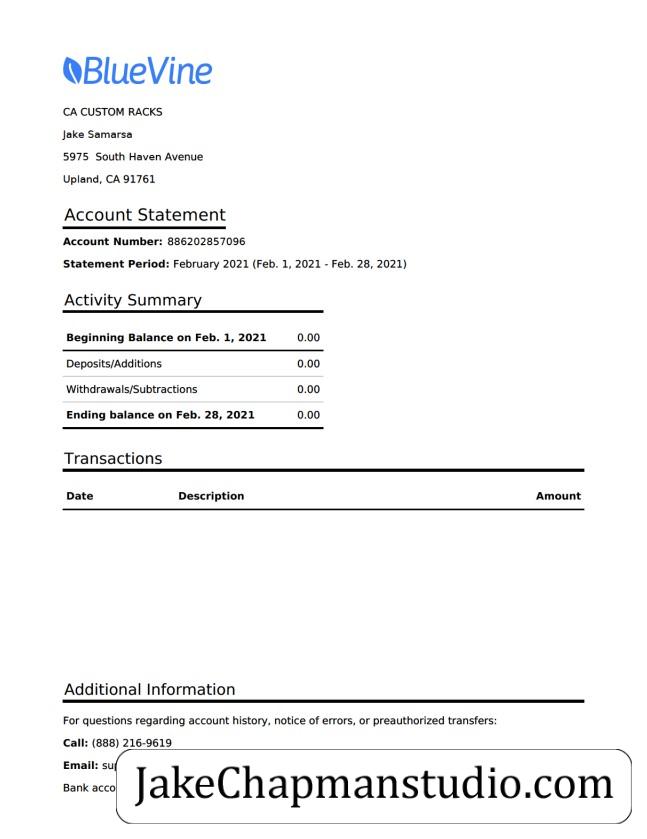 BlueVine
CA CUSTOM RACKS
Jake Samarsa
5975 South Haven Avenue
Upland, CA 91761
Account Statement
Account Number: 886202857096
Statement Period: February 2021 (Feb. 1, 2021 - Feb. 28, 2021)
Activity Summary
Beginning Balance on Feb. 1, 2021 0.00
Deposits/Additions 0.00
Withdrawals/Subtractions 0.00
Ending balance on Feb. 28, 2021 0.00
Transactions
Date Description Amount
Additional Information
For questions regarding account history, notice of errors, or preauthorized transfers:
Call: (888) 216-9619
Email:
Bank
JakeChapmanstudio.com